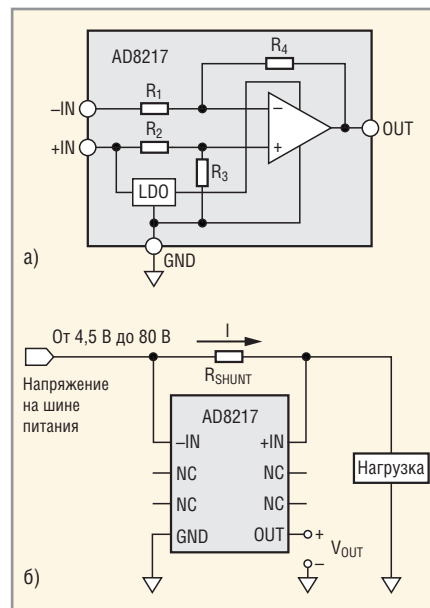 AD8217
R4
R1
–IN
R2
+IN
OUT
R3
LDO
GND
а)
От 4,5 В до 80 В
I
Напряжение
на шине
питания
RSHUNT
AD8217
–IN
+IN
NC
NC
NC
NC
GND
OUT
VOUT
Нагрузка
б)